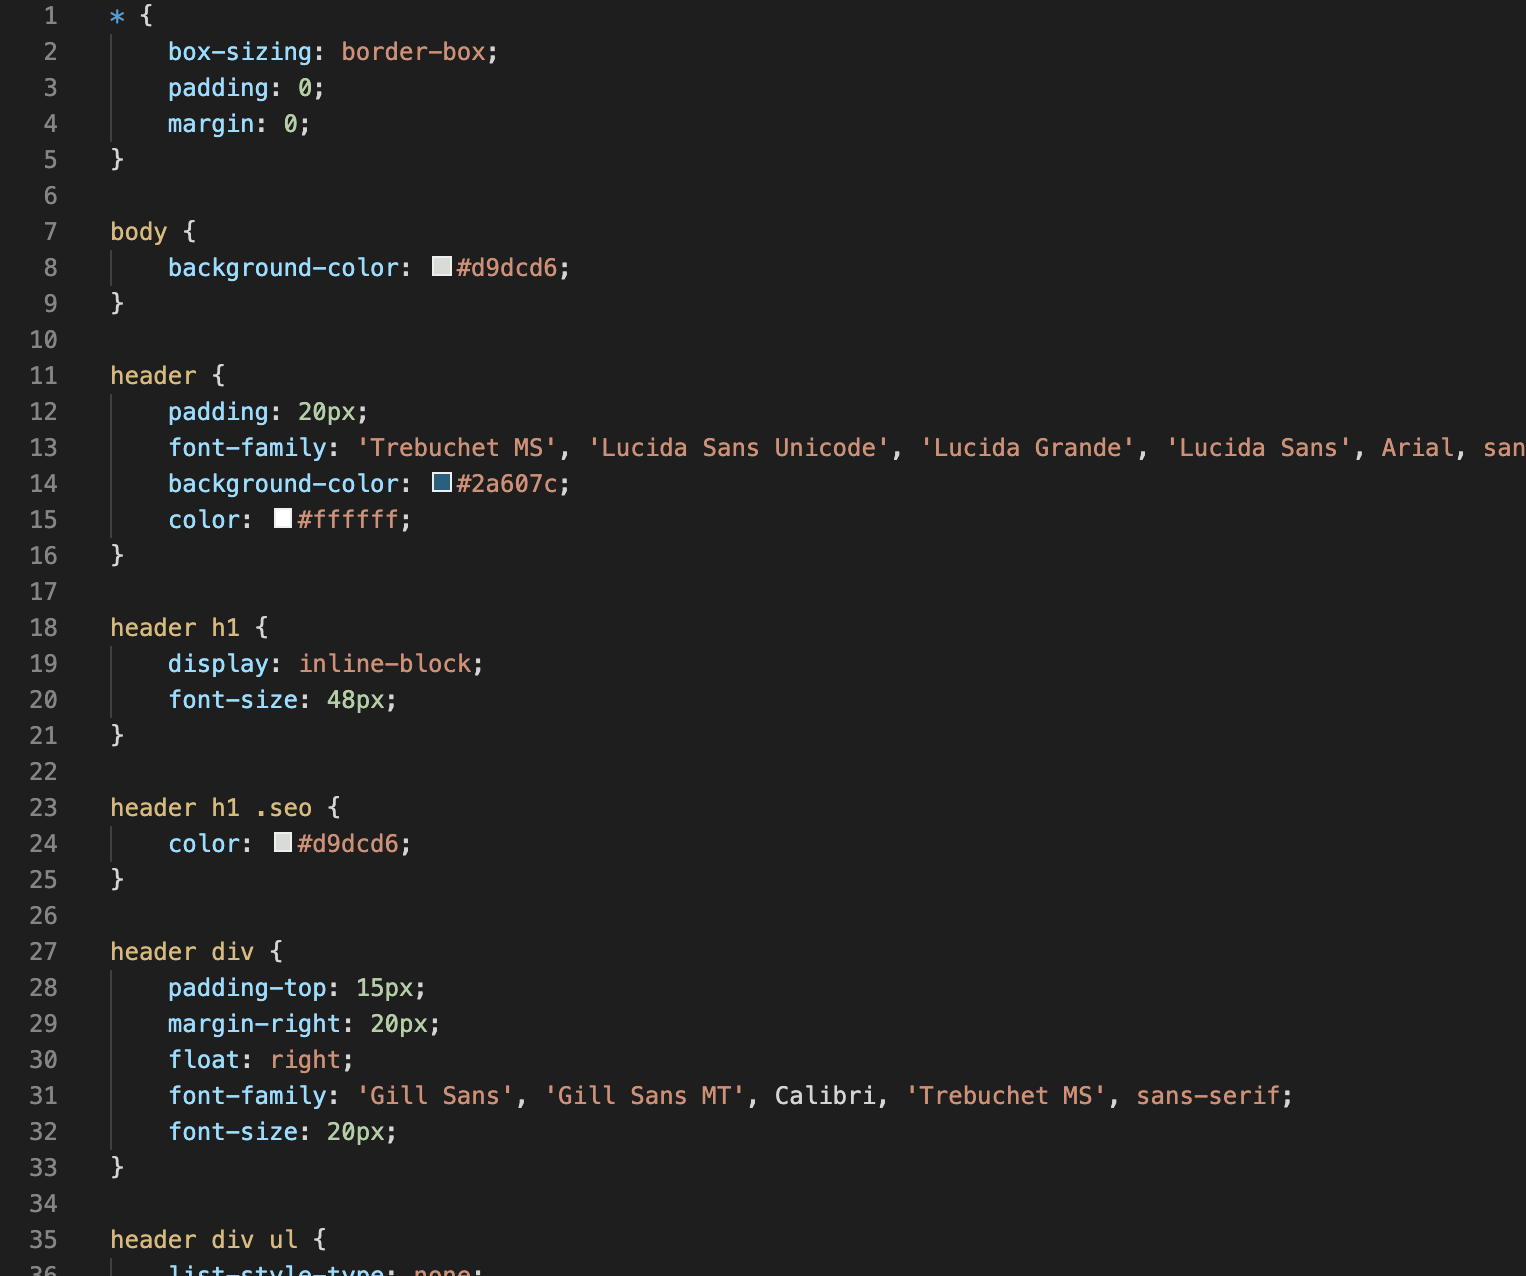 1 * {
2     box-sizing: border-box;
3     padding: 0;
4     margin: 0;
5 }
6
7 body {
8     background-color: #d9dcd6;
9 }
10
11 header {
12     padding: 20px;
13     font-family: 'Trebuchet MS', 'Lucida Sans Unicode', 'Lucida Grande', 'Lucida Sans', Arial, san
14     background-color: #2a607c;
15     color: #ffffff;
16 }
17
18 header h1 {
19     display: inline-block;
20     font-size: 48px;
21 }
22
23 header h1 .seo {
24     color: #d9dcd6;
25 }
26
27 header div {
28     padding-top: 15px;
29     margin-right: 20px;
30     float: right;
31     font-family: 'Gill Sans', 'Gill Sans MT', Calibri, 'Trebuchet MS', sans-serif;
32     font-size: 20px;
33 }
34
35 header div ul {
36     list-style-type: none;